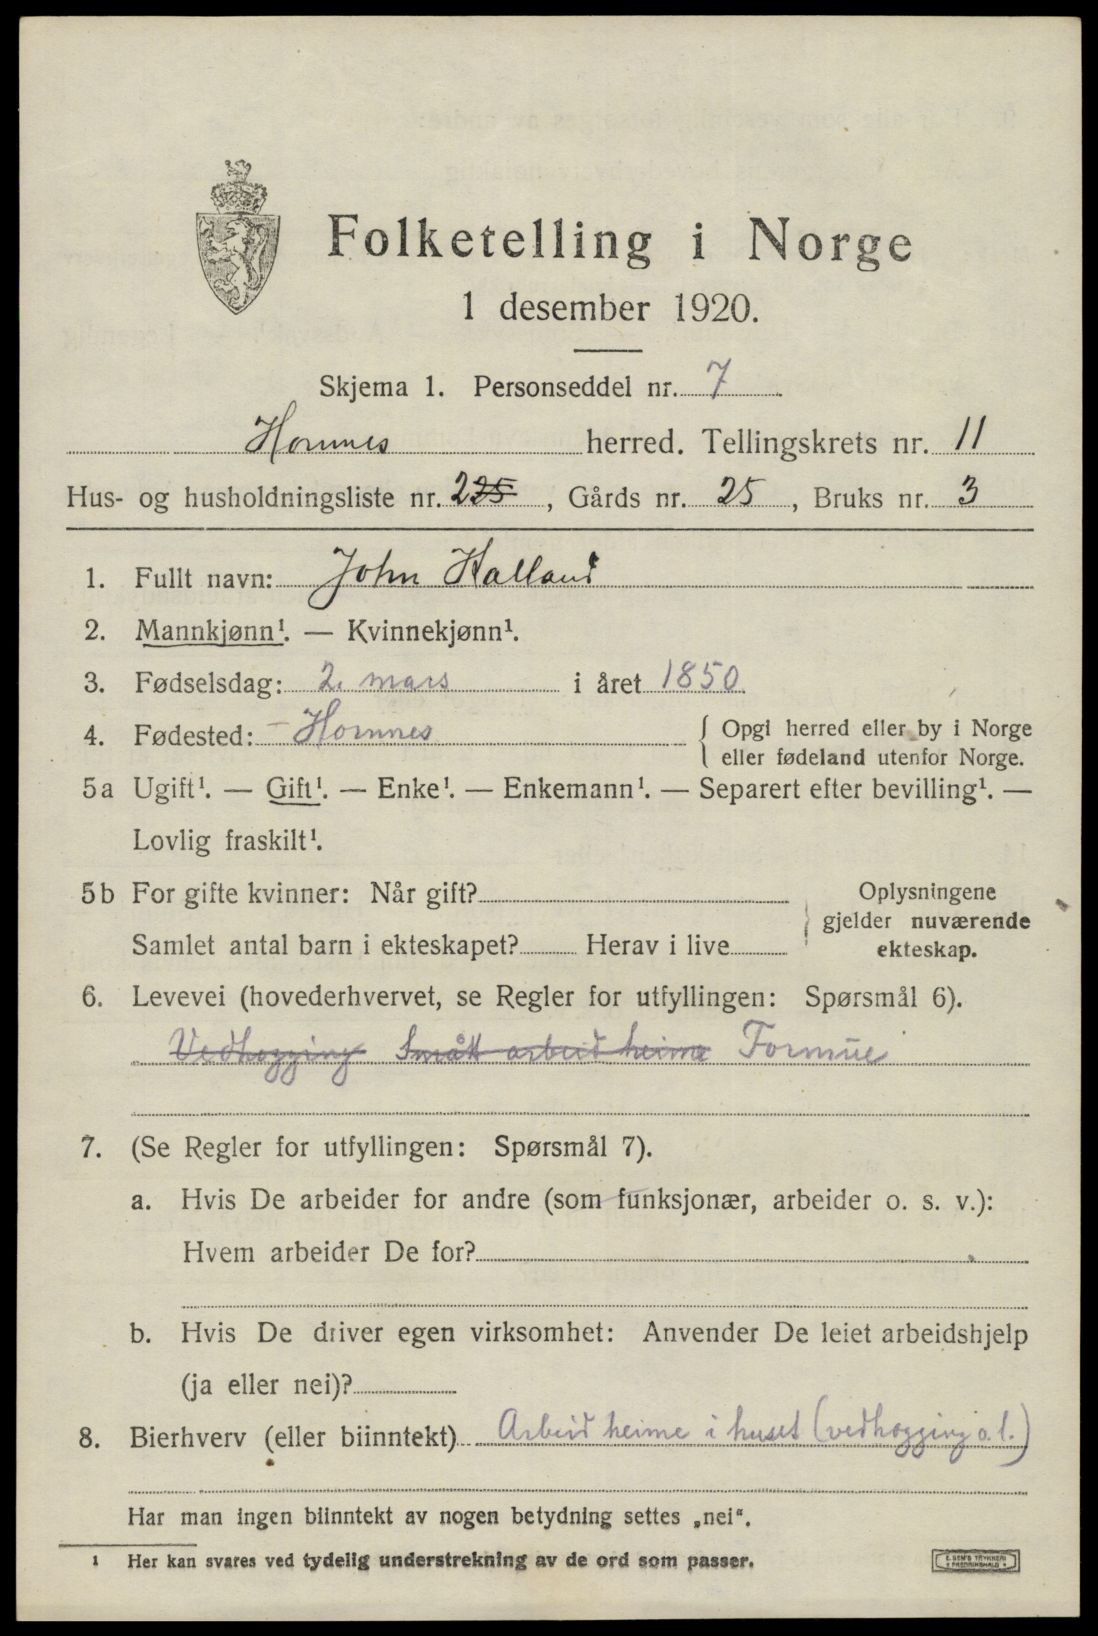 Folketelling i Norge
1 desember 1920.
Skjema 1. Personseddel nr. 7
Hornnes herred. Tellingskrets nr. 11
Hus- og husholdningsliste nr. 225, Gårds nr. 25, Bruks nr. 3
1. Fullt navn: John Halland
2. Mannkjønn¹. — Kvinnekjønn¹.
3. Fødselsdag: 2. mars i året 1850
4. Fødested: Hornnes { Opgi herred eller by i Norge
eller fødeland utenfor Norge.
5a Ugift¹. — Gift¹. — Enke¹. — Enkemann¹. — Separert efter bevilling¹. —
Lovlig fraskilt¹.
5b For gifte kvinner: Når gift? Oplysningene
gjelder nuværende
Samlet antal barn i ekteskapet? Herav i live ekteskap.
6. Levevei (hovederhvervet, se Regler for utfyllingen: Spørsmål 6).
Vedhogging Smått arbeid heime Formue
7. (Se Regler for utfyllingen: Spørsmål 7).
a. Hvis De arbeider for andre (som funksjonær, arbeider o. s. v.):
Hvem arbeider De for?
b. Hvis De driver egen virksomhet: Anvender De leiet arbeidshjelp
(ja eller nei)?
8. Bierhverv (eller biinntekt) Arbeid heime i huset (vedhogging o. l.)
Har man ingen biinntekt av nogen betydning settes „nei".
¹ Her kan svares ved tydelig understrekning av de ord som passer.
E. SEM'S TRYKKERI
FREDRIKSHALD